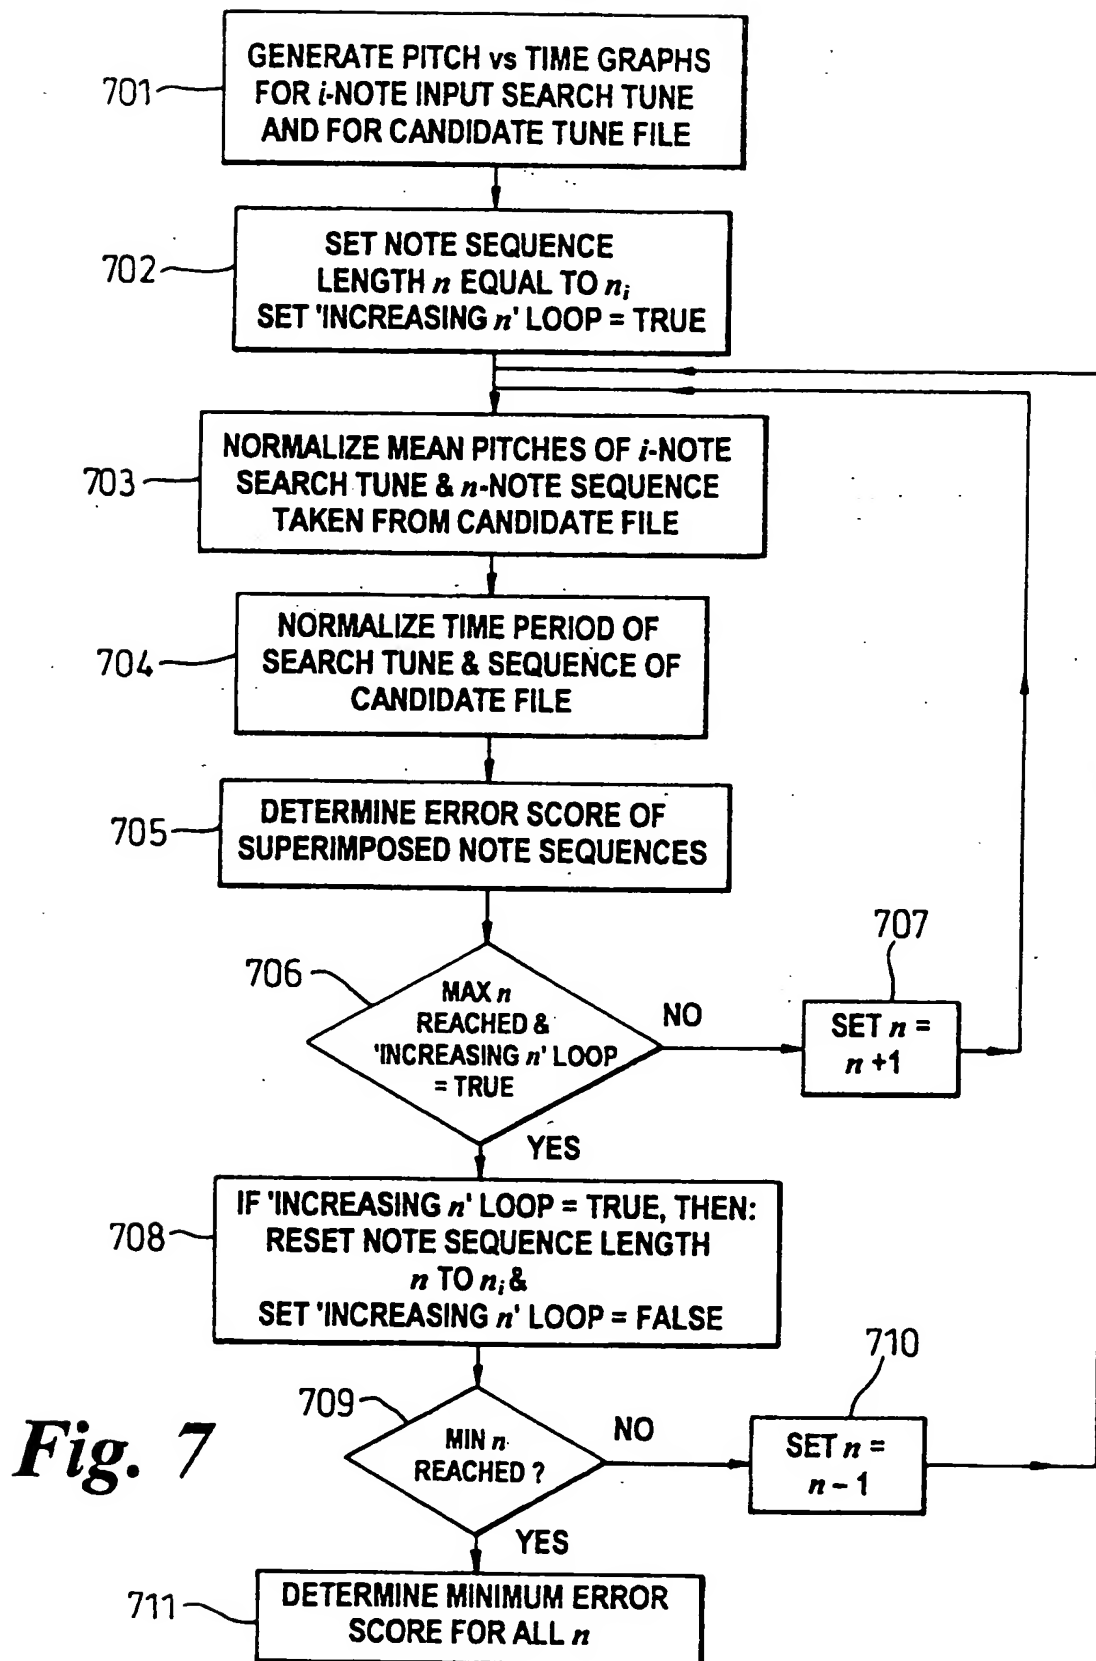 701
GENERATE PITCH vs TIME GRAPHS
FOR i-NOTE INPUT SEARCH TUNE
AND FOR CANDIDATE TUNE FILE
702
SET NOTE SEQUENCE
LENGTH n EQUAL TO ni
SET 'INCREASING n' LOOP = TRUE
703
NORMALIZE MEAN PITCHES OF i-NOTE
SEARCH TUNE & n-NOTE SEQUENCE
TAKEN FROM CANDIDATE FILE
704
NORMALIZE TIME PERIOD OF
SEARCH TUNE & SEQUENCE OF
CANDIDATE FILE
705
DETERMINE ERROR SCORE OF
SUPERIMPOSED NOTE SEQUENCES
706
MAX n
REACHED &
'INCREASING n' LOOP
= TRUE
NO
707
SET n =
n+1
YES
708
IF 'INCREASING n' LOOP = TRUE, THEN:
RESET NOTE SEQUENCE LENGTH
n TO ni &
SET 'INCREASING n' LOOP = FALSE
709
MIN n
REACHED ?
NO
710
SET n =
n – 1
YES
711
DETERMINE MINIMUM ERROR
SCORE FOR ALL n
Fig. 7